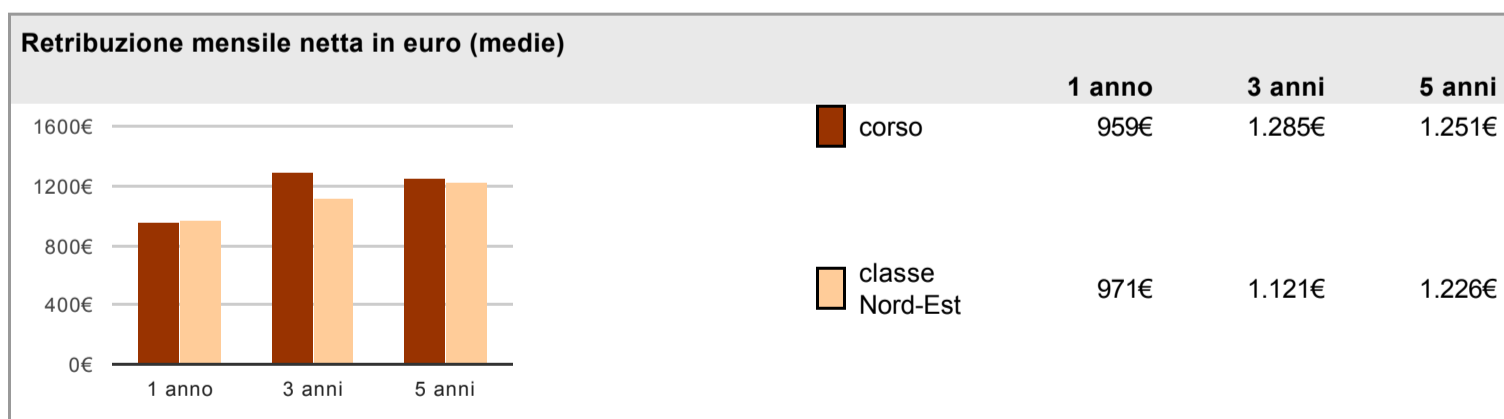 Retribuzione mensile netta in euro (medie)
1 anno 3 anni 5 anni
1600€
1200€
800€
400€
0€
1 anno 3 anni 5 anni
corso 959€ 1.285€ 1.251€
classe
Nord-Est 971€ 1.121€ 1.226€